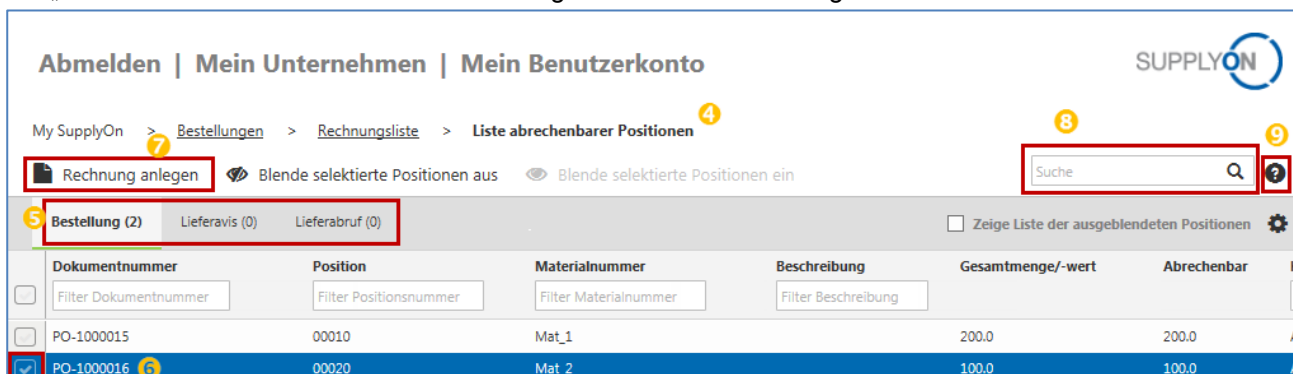 Abmelden | Mein Unternehmen | Mein Benutzerkonto
SUPPLYON
4
My SupplyOn > Bestellungen > Rechnungsliste > Liste abrechenbarer Positionen
7
8
9
Rechnung anlegen Blende selektierte Positionen aus Blende selektierte Positionen ein Suche ?
5 Bestellung (2) Lieferavis (0) Lieferabruf (0) Zeige Liste der ausgeblendeten Positionen
Dokumentnummer Position Materialnummer Beschreibung Gesamtmenge/-wert Abrechenbar
Filter Dokumentnummer Filter Positionsnummer Filter Materialnummer Filter Beschreibung
PO-1000015 00010 Mat_1 200.0 200.0
PO-1000016 6 00020 Mat_2 100.0 100.0